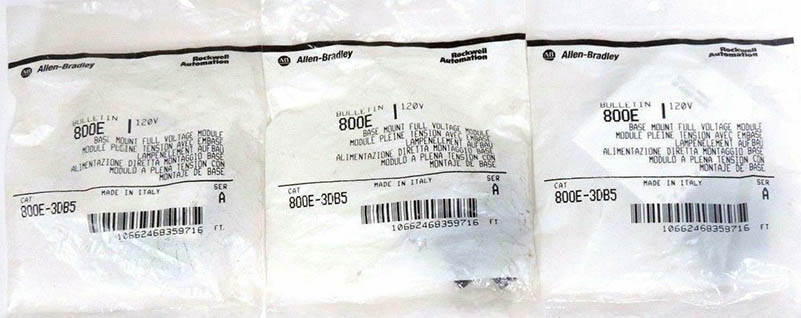 AB Allen-Bradley
Rockwell
Automation
BULLETIN
800E
120V
BASE MOUNT FULL VOLTAGE MODULE
MODULE PLEINE TENSION AVEC EMBASE
LAMPENELEMENT AUFBAU
ALIMENTAZIONE DIRETTA MONTAGGIO BASE
MODULO A PLENA TENSION CON
MONTAJE DE BASE
CAT
MADE IN ITALY
SER
800E-3DB5
A
10662468359716
FT.
AB Allen-Bradley
Rockwell
Automation
BULLETIN
800E
120V
BASE MOUNT FULL VOLTAGE MODULE
MODULE PLEINE TENSION AVEC EMBASE
LAMPENELEMENT AUFBAU
ALIMENTAZIONE DIRETTA MONTAGGIO BASE
MODULO A PLENA TENSION CON
MONTAJE DE BASE
CAT
MADE IN ITALY
SER
800E-3DB5
A
10662468359716
FT.
AB Allen-Bradley
Rockwell
Automation
BULLETIN
800E
120V
BASE MOUNT FULL VOLTAGE MODULE
MODULE PLEINE TENSION AVEC EMBASE
LAMPENELEMENT AUFBAU
ALIMENTAZIONE DIRETTA MONTAGGIO BASE
MODULO A PLENA TENSION CON
MONTAJE DE BASE
CAT
MADE IN ITALY
SER
800E-3DB5
A
10662468359716
FT.